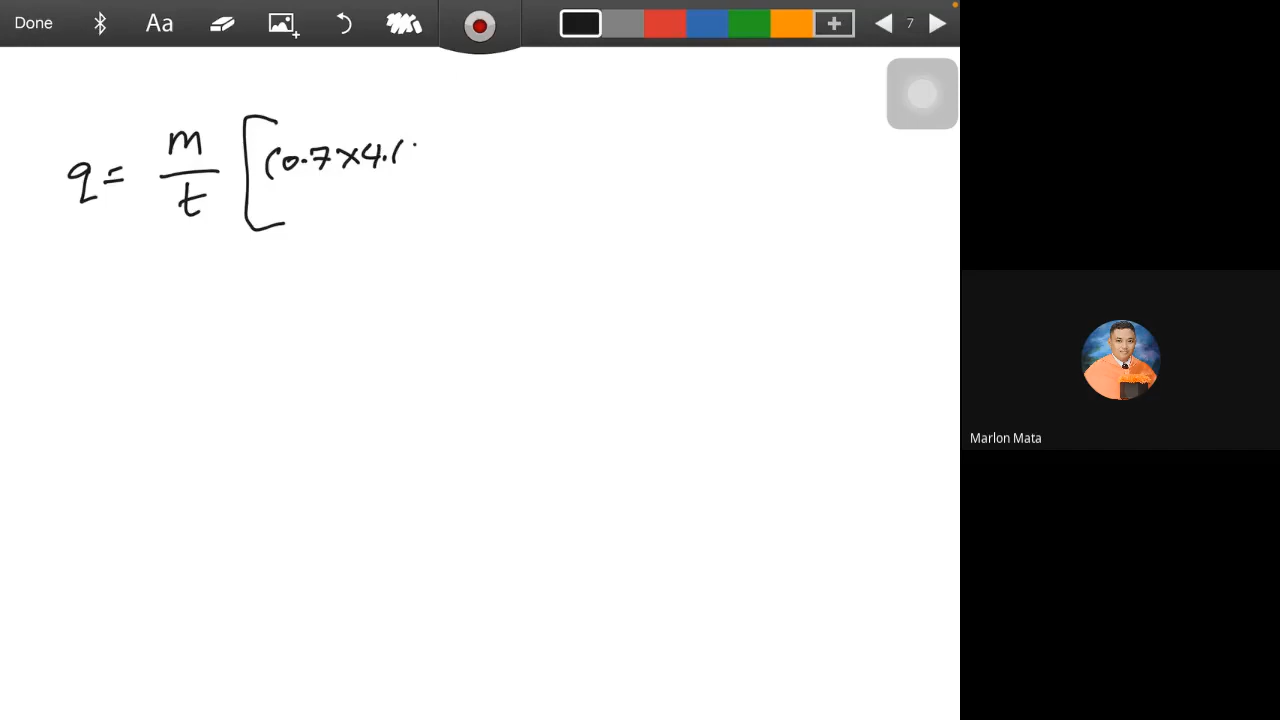 Done Aa 7
q = m/t [(0.7×4.1
Marlon Mata